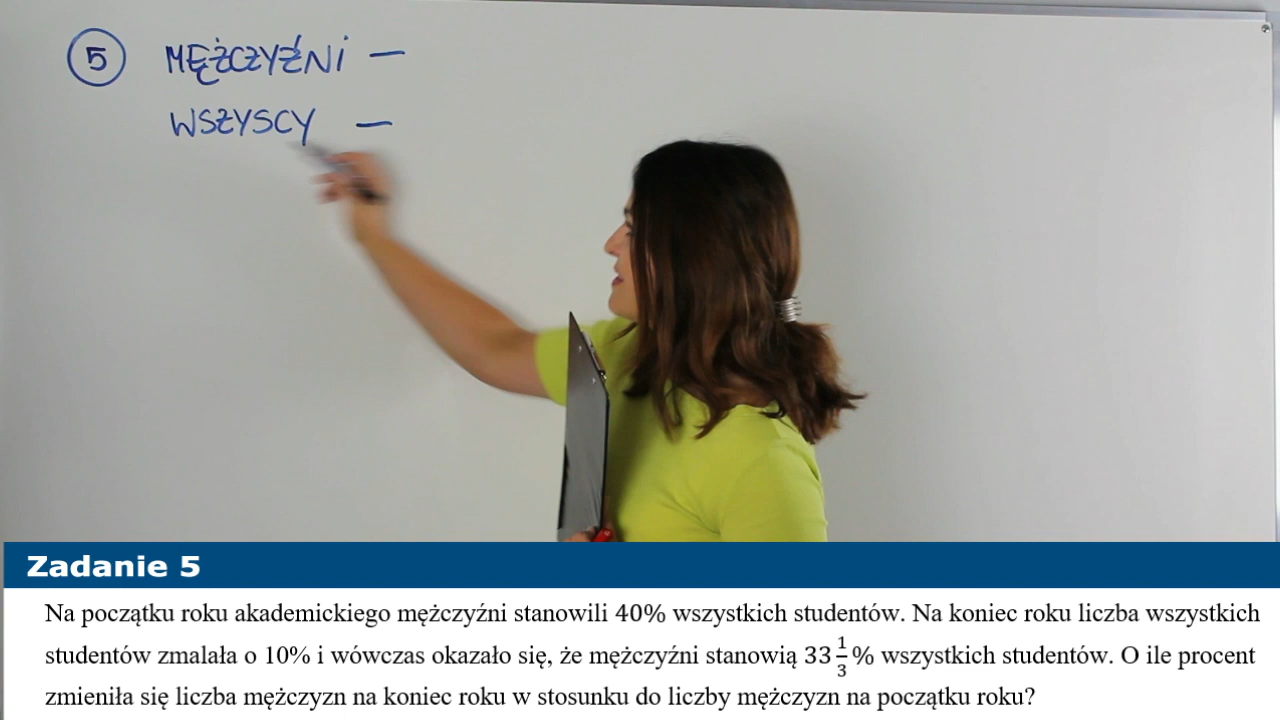 5 MĘŻCZYŹNI –
WSZYSCY –
Zadanie 5
Na początku roku akademickiego mężczyźni stanowili 40% wszystkich studentów. Na koniec roku liczba wszystkich
studentów zmalała o 10% i wówczas okazało się, że mężczyźni stanowią 33 1/3 % wszystkich studentów. O ile procent
zmieniła się liczba mężczyzn na koniec roku w stosunku do liczby mężczyzn na początku roku?